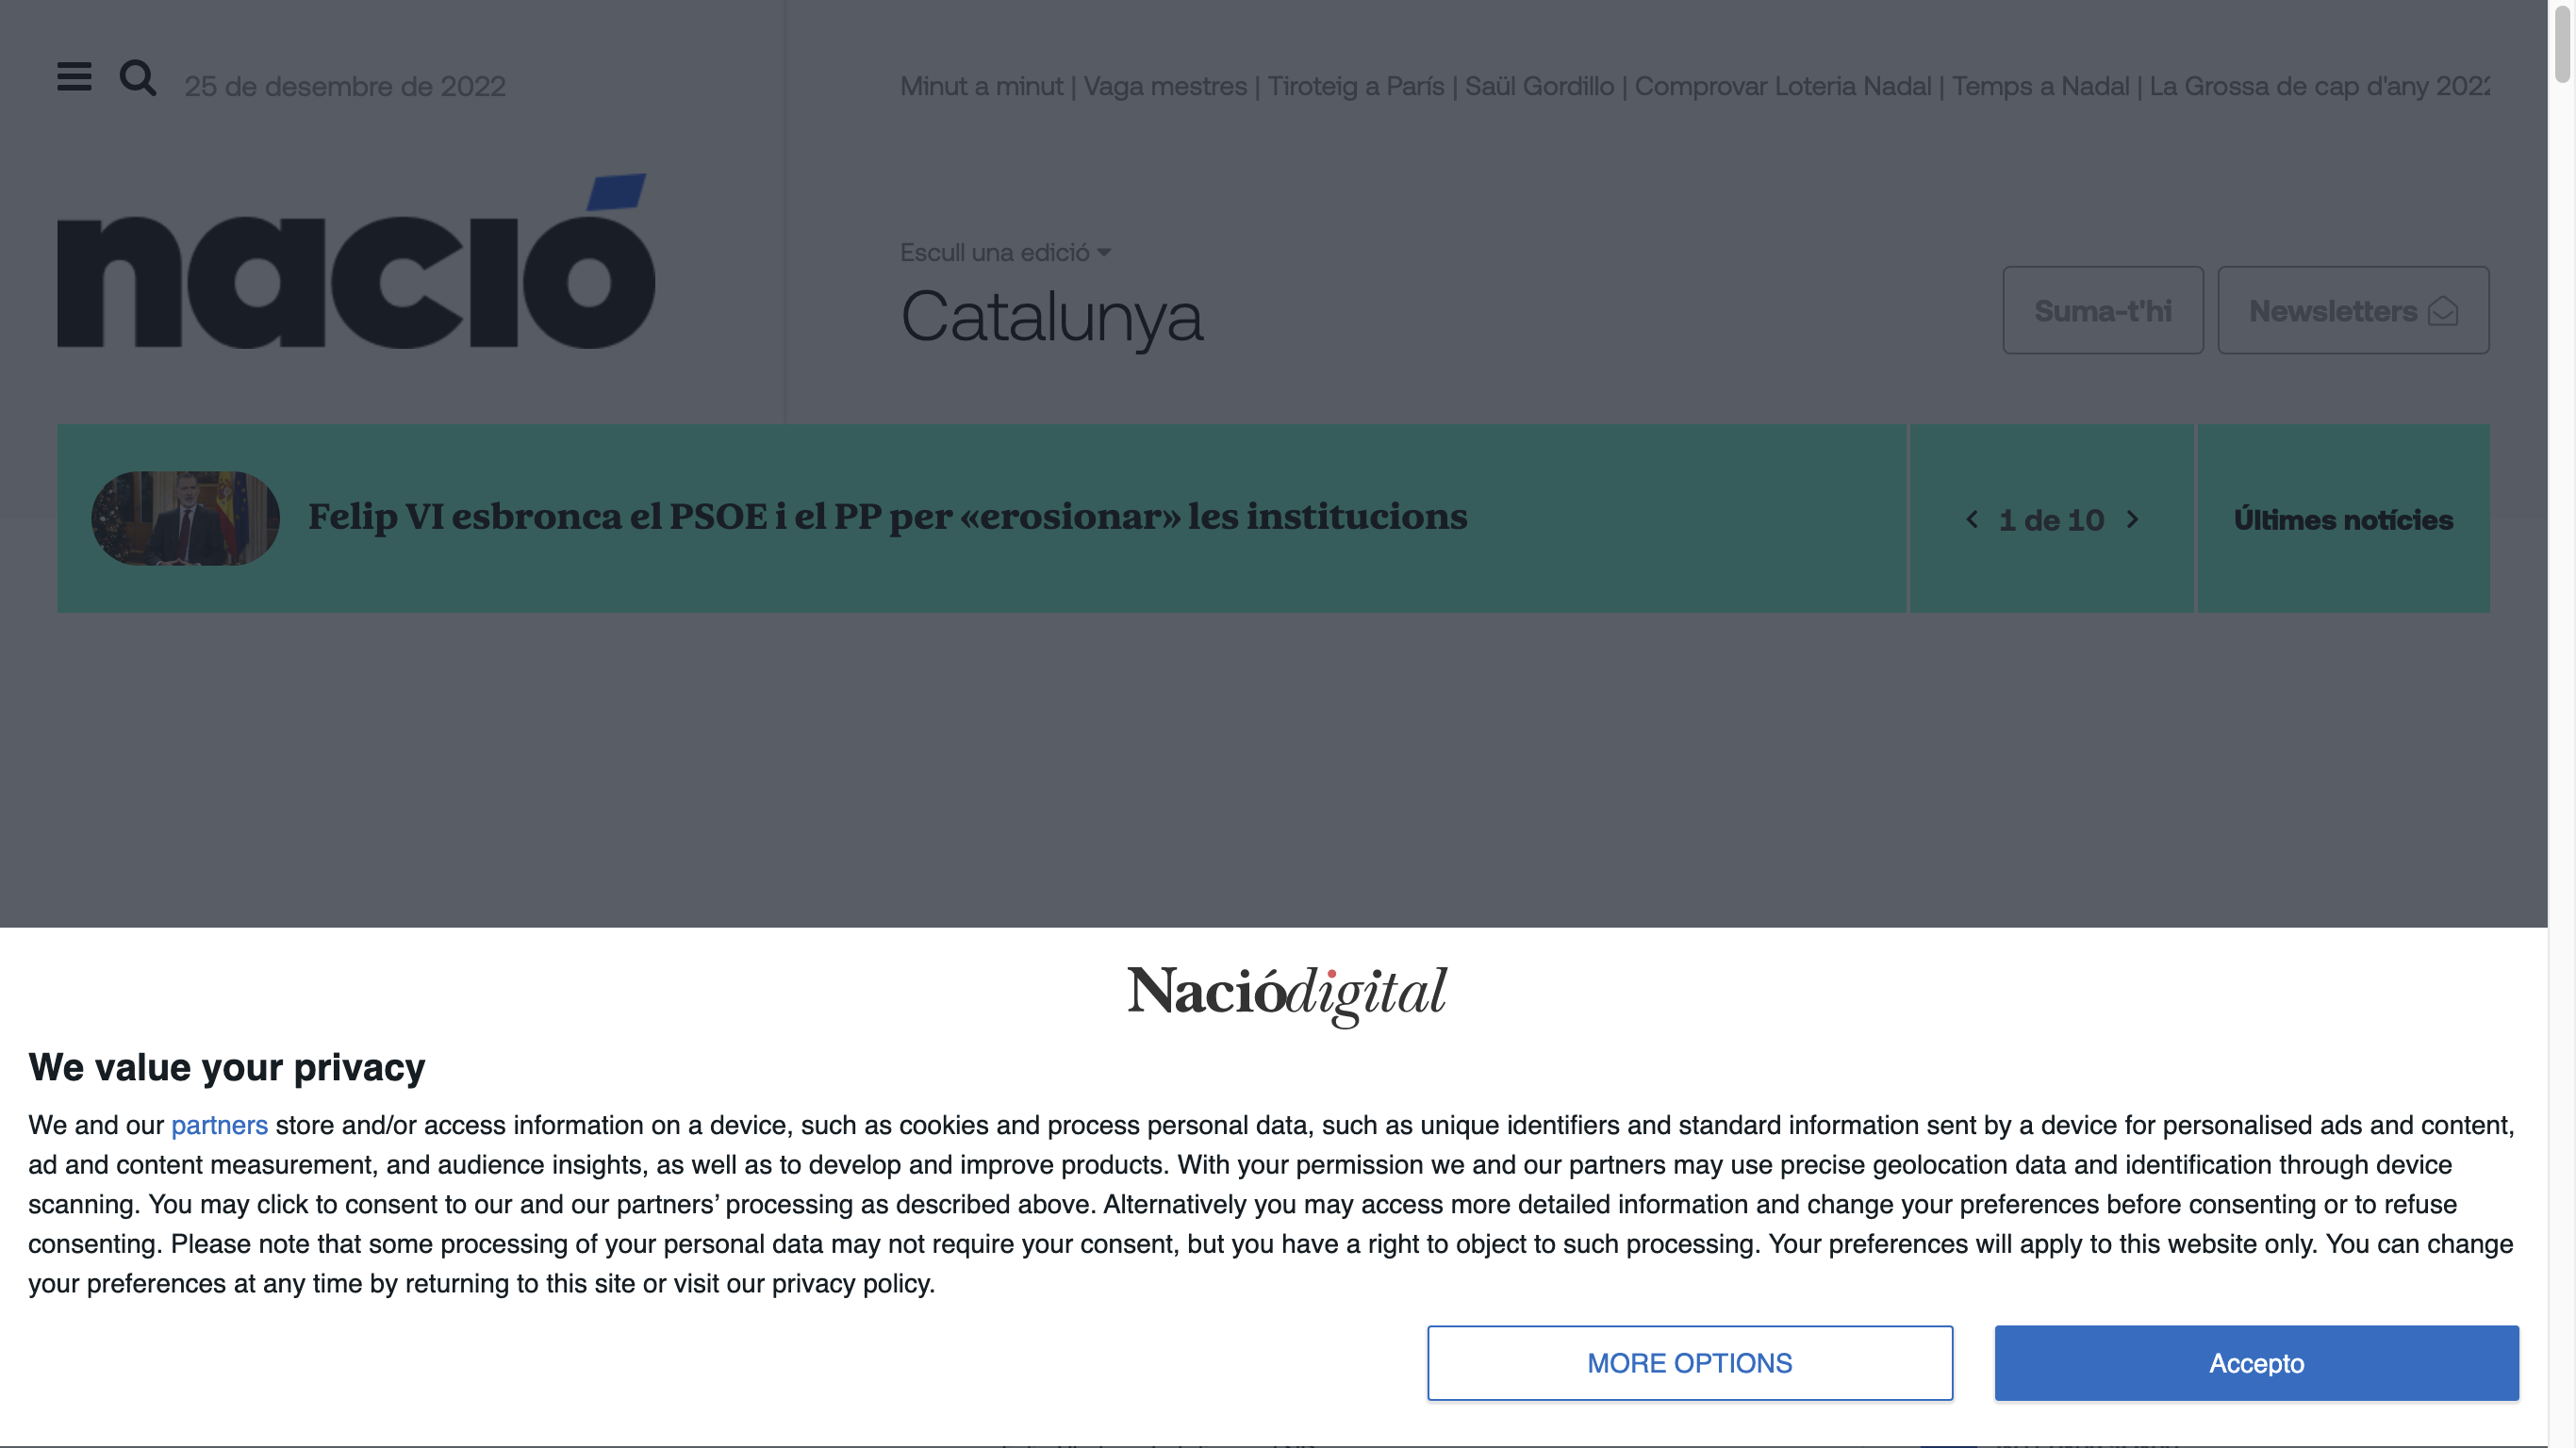 25 de desembre de 2022
Minut a minut | Vaga mestres | Tiroteig a París | Saül Gordillo | Comprovar Loteria Nadal | Temps a Nadal | La Grossa de cap d'any 2022
nació
Escull una edició
Catalunya
Suma-t'hi
Newsletters
Felip VI esbronca el PSOE i el PP per «erosionar» les institucions
1 de 10
Últimes notícies
Nació digital
We value your privacy
We and our partners store and/or access information on a device, such as cookies and process personal data, such as unique identifiers and standard information sent by a device for personalised ads and content,
ad and content measurement, and audience insights, as well as to develop and improve products. With your permission we and our partners may use precise geolocation data and identification through device
scanning. You may click to consent to our and our partners’ processing as described above. Alternatively you may access more detailed information and change your preferences before consenting or to refuse
consenting. Please note that some processing of your personal data may not require your consent, but you have a right to object to such processing. Your preferences will apply to this website only. You can change
your preferences at any time by returning to this site or visit our privacy policy.
MORE OPTIONS
Accepto